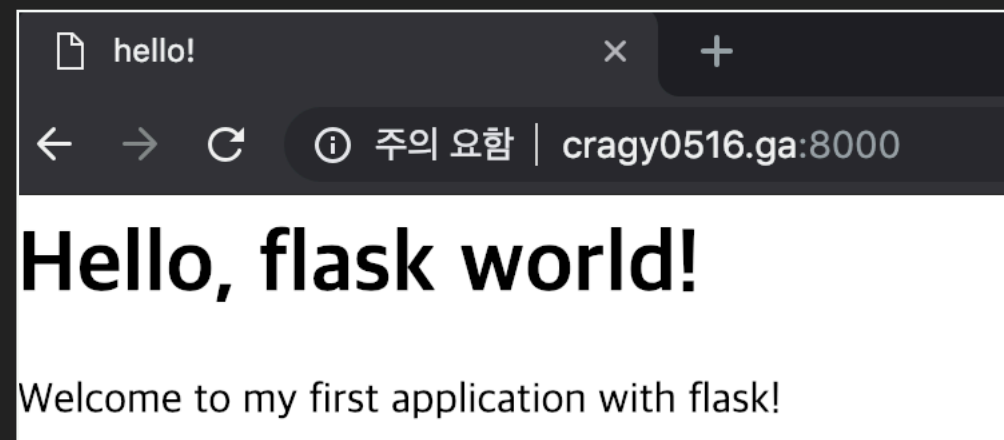 hello!
주의 요함 cragy0516.ga:8000
Hello, flask world!
Welcome to my first application with flask!